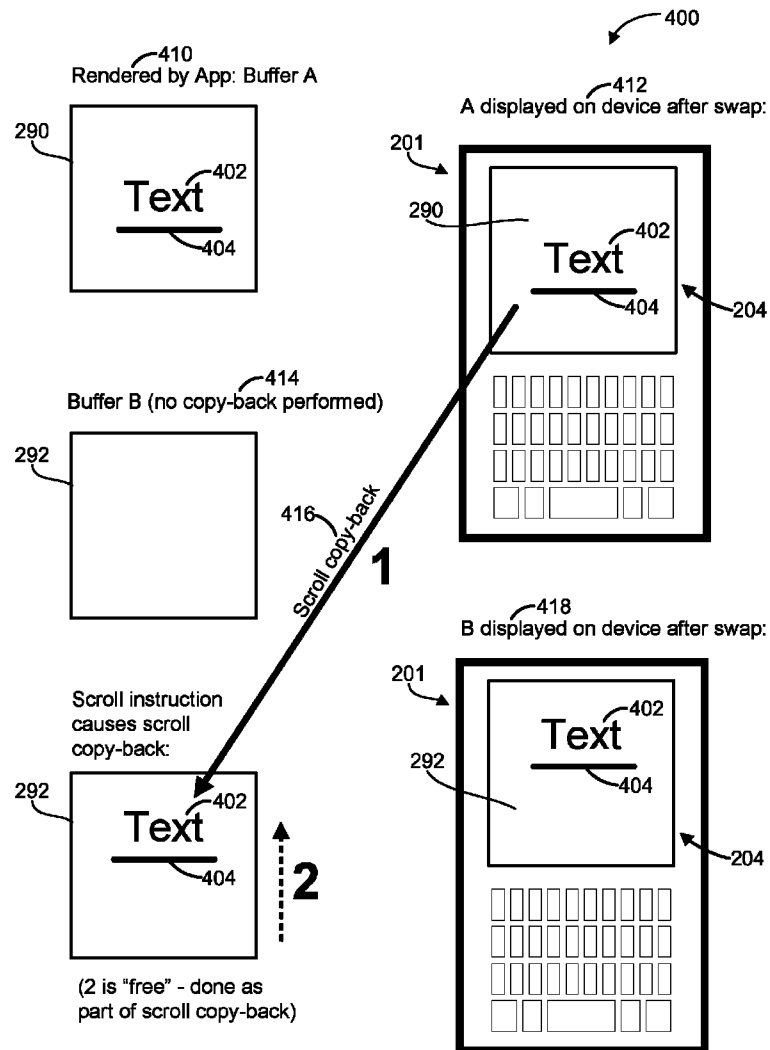 400
410
Rendered by App: Buffer A
290
Text
402
404
412
A displayed on device after swap:
201
290
Text
402
404
204
414
Buffer B (no copy-back performed)
292
416
Scroll copy-back
1
Scroll instruction
causes scroll
copy-back:
292
Text
402
404
2
(2 is "free" - done as
part of scroll copy-back)
418
B displayed on device after swap:
201
Text
402
404
292
204